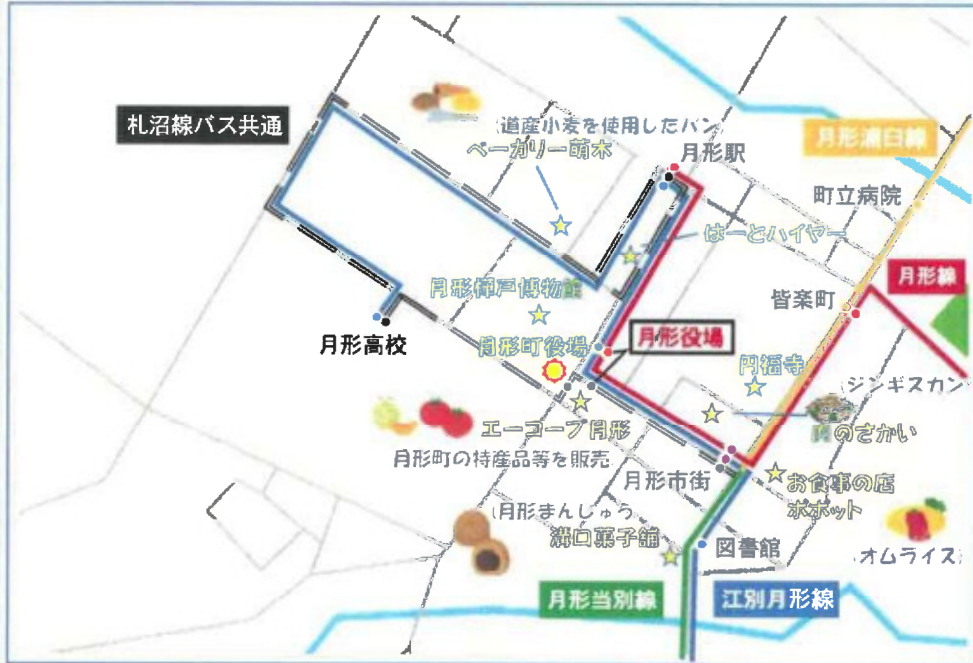 札沼線バス共通
道産小麦を使用したパン
ベーカリー萌木
月形駅
月形浦臼線
町立病院
はーとハイヤー
月形線
月形樺戸博物館
皆楽町
月形高校
月形町役場
月形役場
円福寺
ジンギスカン
エーコープ月形
肉のさかい
月形町の特産品等を販売
月形市街
お食事の店
ポポット
月形まんじゅう
溝口菓子舗
図書館
オムライス
月形当別線
江別月形線